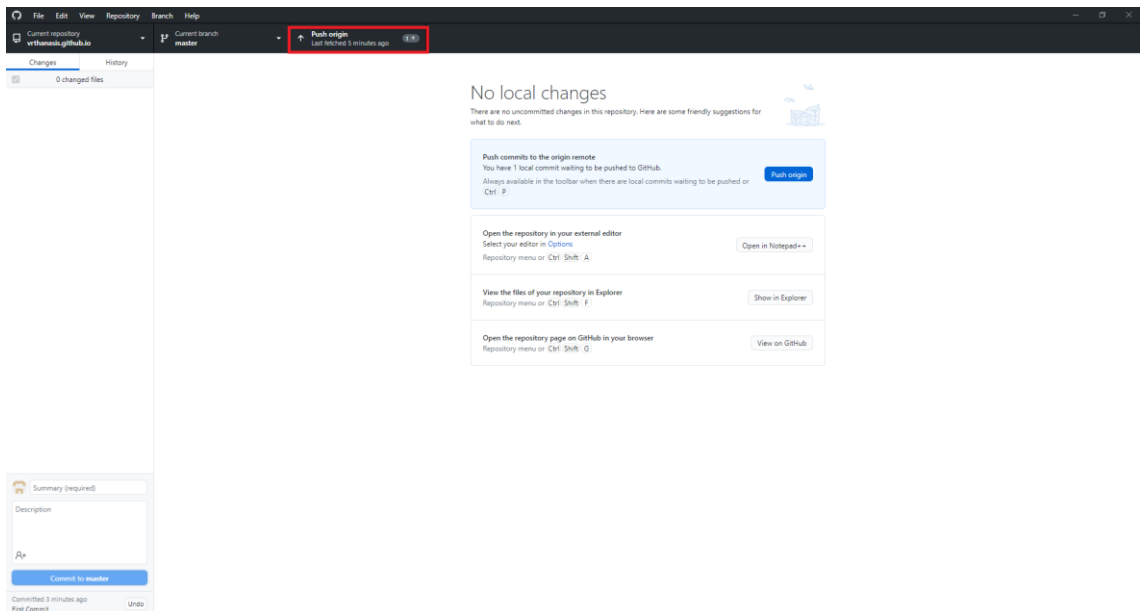 File Edit View Repository Branch Help
Current repository
vrthanasis.github.io
Current branch
master
Push origin
Last fetched 5 minutes ago
1
Changes History
0 changed files
No local changes
There are no uncommitted changes in this repository. Here are some friendly suggestions for
what to do next.
Push commits to the origin remote
You have 1 local commit waiting to be pushed to GitHub.
Always available in the toolbar when there are local commits waiting to be pushed or
Ctrl P
Push origin
Open the repository in your external editor
Select your editor in Options
Repository menu or Ctrl Shift A
Open in Notepad++
View the files of your repository in Explorer
Repository menu or Ctrl Shift F
Show in Explorer
Open the repository page on GitHub in your browser
Repository menu or Ctrl Shift G
View on GitHub
Summary (required)
Description
Commit to master
Committed 3 minutes ago
First Commit
Undo